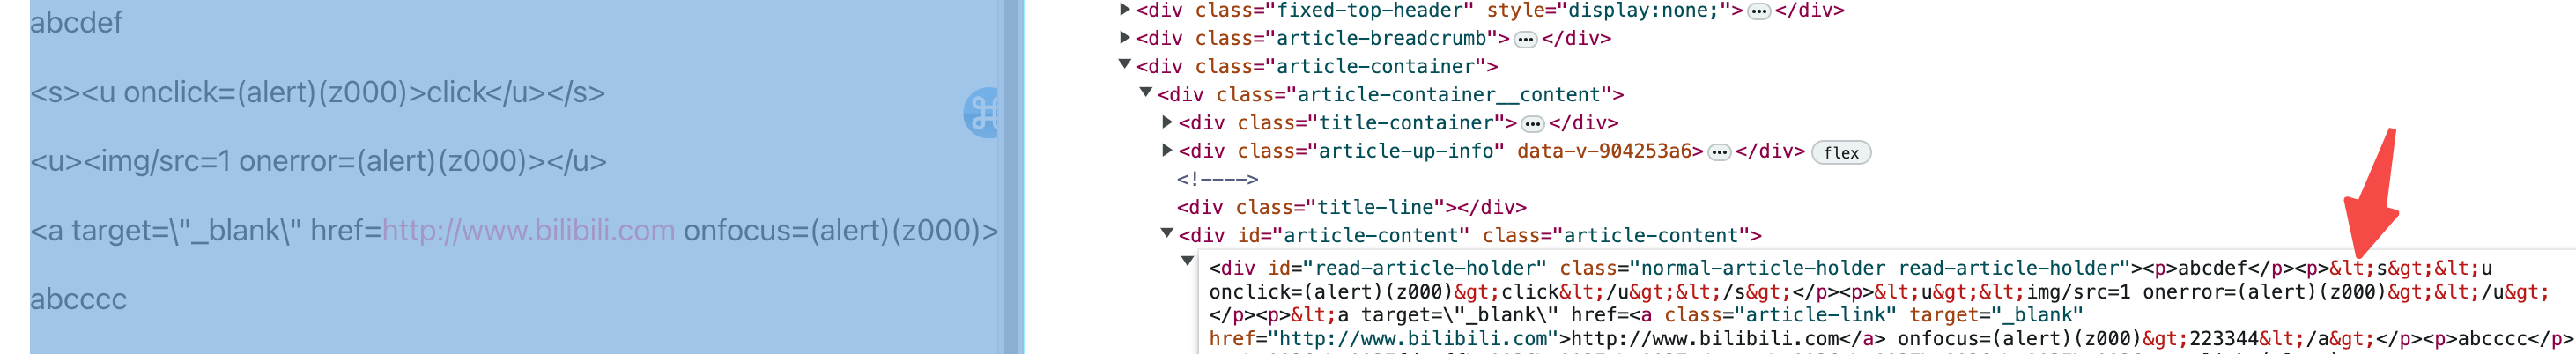 abcdef
<s><u onclick=(alert)(z000)>click</u></s>
<u><img/src=1 onerror=(alert)(z000)></u>
<a target=\"_blank\" href=http://www.bilibili.com onfocus=(alert)(z000)>
abcccc
<div class="fixed-top-header" style="display:none;">…</div>
<div class="article-breadcrumb">…</div>
<div class="article-container">
<div class="article-container__content">
<div class="title-container">…</div>
<div class="article-up-info" data-v-904253a6>…</div> flex
<!---->
<div class="title-line"></div>
<div id="article-content" class="article-content">
<div id="read-article-holder" class="normal-article-holder read-article-holder"><p>abcdef</p><p>&lt;s&gt;&lt;u
onclick=(alert)(z000)&gt;click&lt;/u&gt;&lt;/s&gt;</p><p>&lt;u&gt;&lt;img/src=1 onerror=(alert)(z000)&gt;&lt;/u&gt;
</p><p>&lt;a target=\"_blank\" href=<a class="article-link" target="_blank"
href="http://www.bilibili.com">http://www.bilibili.com</a> onfocus=(alert)(z000)&gt;223344&lt;/a&gt;</p><p>abcccc</p>